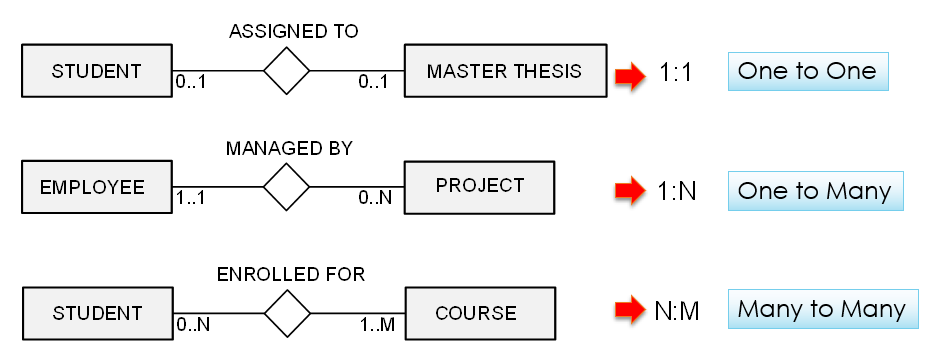 ASSIGNED TO
STUDENT 0..1 0..1 MASTER THESIS 1:1 One to One
MANAGED BY
EMPLOYEE 1..1 0..N PROJECT 1:N One to Many
ENROLLED FOR
STUDENT 0..N 1..M COURSE N:M Many to Many